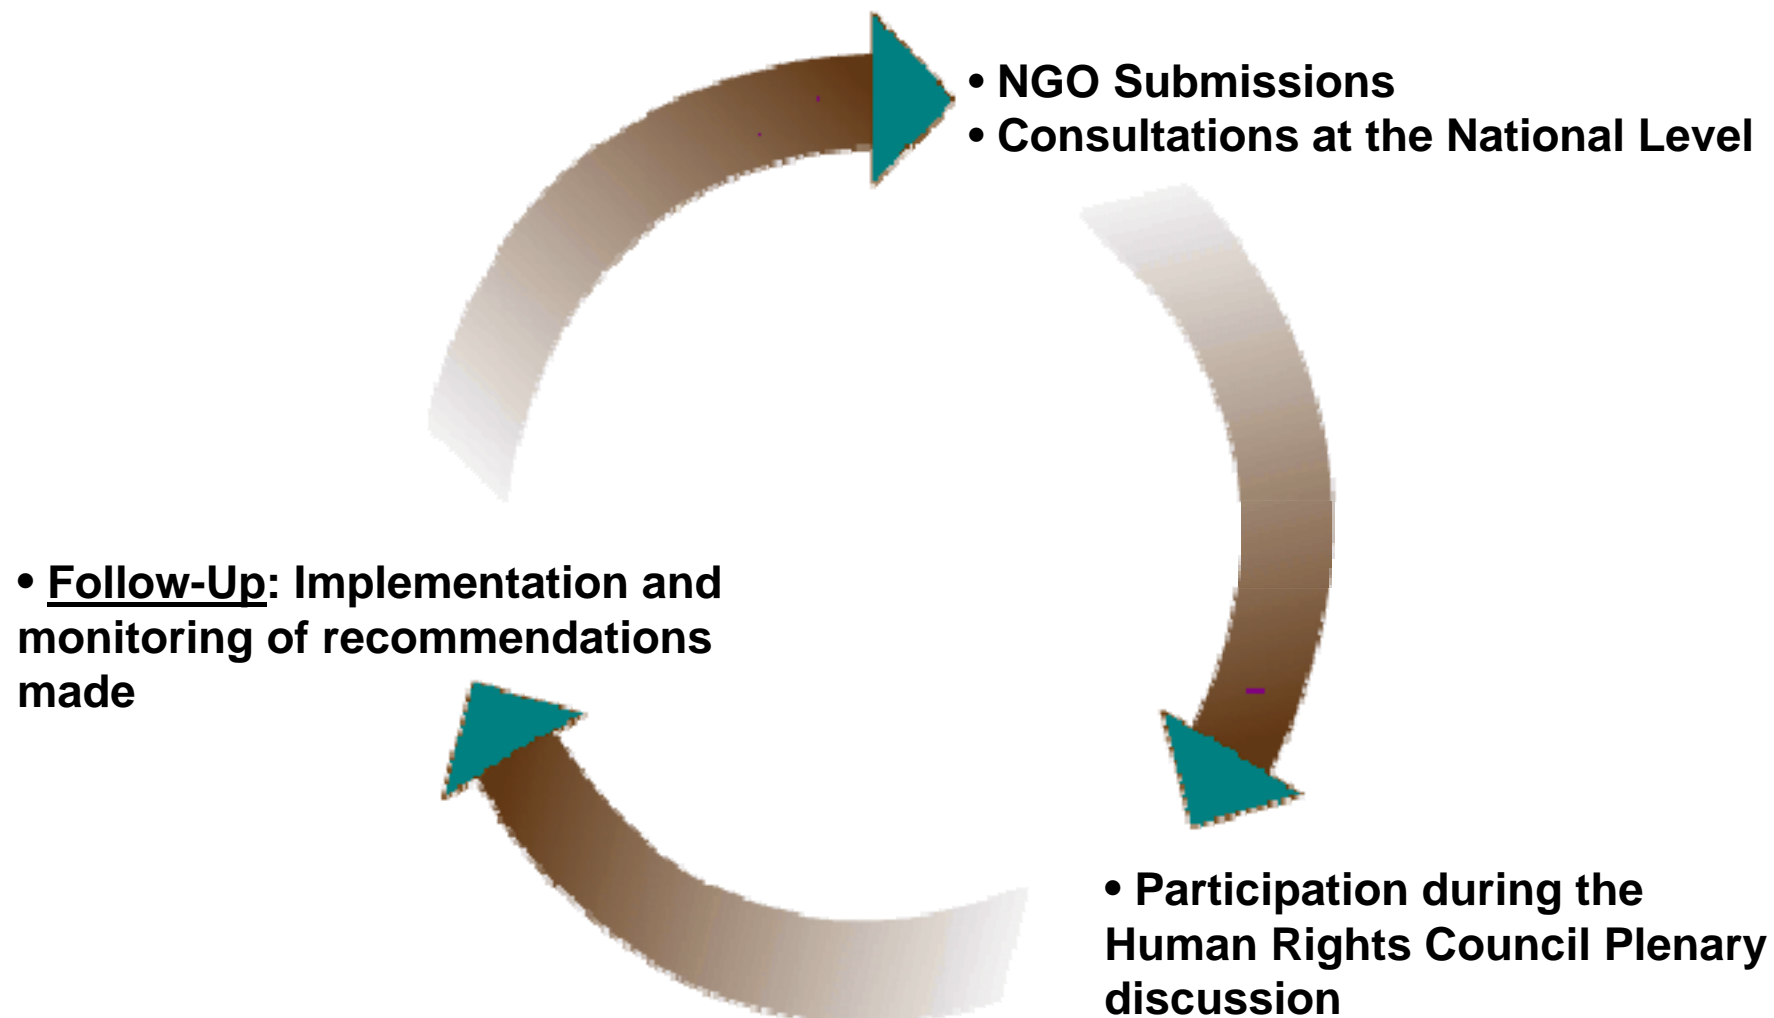 • NGO Submissions
• Consultations at the National Level
• Follow-Up: Implementation and
monitoring of recommendations
made
• Participation during the
Human Rights Council Plenary
discussion